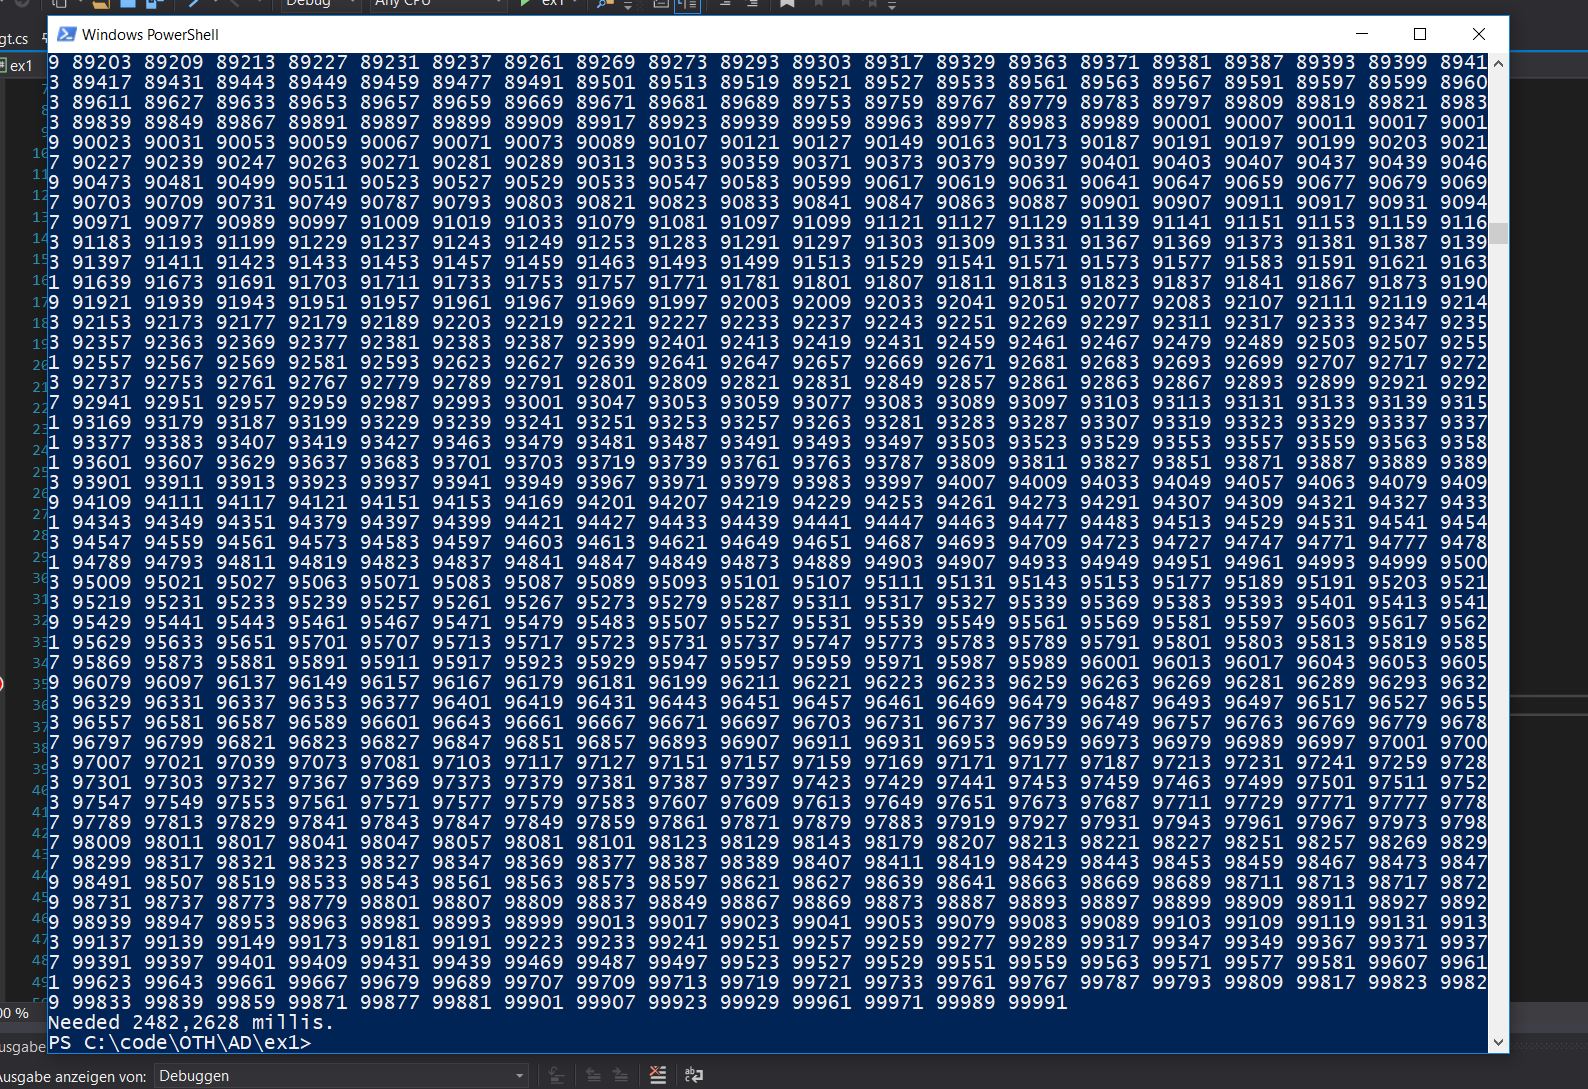 Debug Any CPU ex1
gt.cs
Windows PowerShell
ex1
9 89203 89209 89213 89227 89231 89237 89261 89269 89273 89293 89303 89317 89329 89363 89371 89381 89387 89393 89399 8941
3 89417 89431 89443 89449 89459 89477 89491 89501 89513 89519 89521 89527 89533 89561 89563 89567 89591 89597 89599 8960
3 89611 89627 89633 89653 89657 89659 89669 89671 89681 89689 89753 89759 89767 89779 89783 89797 89809 89819 89821 8983
3 89839 89849 89867 89891 89897 89899 89909 89917 89923 89939 89959 89963 89977 89983 89989 90001 90007 90011 90017 9001
9 90023 90031 90053 90059 90067 90071 90073 90089 90107 90121 90127 90149 90163 90173 90187 90191 90197 90199 90203 9021
7 90227 90239 90247 90263 90271 90281 90289 90313 90353 90359 90371 90373 90379 90397 90401 90403 90407 90437 90439 9046
9 90473 90481 90499 90511 90523 90527 90529 90533 90547 90583 90599 90617 90619 90631 90641 90647 90659 90677 90679 9069
7 90703 90709 90731 90749 90787 90793 90803 90821 90823 90833 90841 90847 90863 90887 90901 90907 90911 90917 90931 9094
7 90971 90977 90989 90997 91009 91019 91033 91079 91081 91097 91099 91121 91127 91129 91139 91141 91151 91153 91159 9116
3 91183 91193 91199 91229 91237 91243 91249 91253 91283 91291 91297 91303 91309 91331 91367 91369 91373 91381 91387 9139
3 91397 91411 91423 91433 91453 91457 91459 91463 91493 91499 91513 91529 91541 91571 91573 91577 91583 91591 91621 9163
1 91639 91673 91691 91703 91711 91733 91753 91757 91771 91781 91801 91807 91811 91813 91823 91837 91841 91867 91873 9190
9 91921 91939 91943 91951 91957 91961 91967 91969 91997 92003 92009 92033 92041 92051 92077 92083 92107 92111 92119 9214
3 92153 92173 92177 92179 92189 92203 92219 92221 92227 92233 92237 92243 92251 92269 92297 92311 92317 92333 92347 9235
3 92357 92363 92369 92377 92381 92383 92387 92399 92401 92413 92419 92431 92459 92461 92467 92479 92489 92503 92507 9255
1 92557 92567 92569 92581 92593 92623 92627 92639 92641 92647 92657 92669 92671 92681 92683 92693 92699 92707 92717 9272
3 92737 92753 92761 92767 92779 92789 92791 92801 92809 92821 92831 92849 92857 92861 92863 92867 92893 92899 92921 9292
7 92941 92951 92957 92959 92987 92993 93001 93047 93053 93059 93077 93083 93089 93097 93103 93113 93131 93133 93139 9315
1 93169 93179 93187 93199 93229 93239 93241 93251 93253 93257 93263 93281 93283 93287 93307 93319 93323 93329 93337 9337
1 93377 93383 93407 93419 93427 93463 93479 93481 93487 93491 93493 93497 93503 93523 93529 93553 93557 93559 93563 9358
1 93601 93607 93629 93637 93683 93701 93703 93719 93739 93761 93763 93787 93809 93811 93827 93851 93871 93887 93889 9389
3 93901 93911 93913 93923 93937 93941 93949 93967 93971 93979 93983 93997 94007 94009 94033 94049 94057 94063 94079 9409
9 94109 94111 94117 94121 94151 94153 94169 94201 94207 94219 94229 94253 94261 94273 94291 94307 94309 94321 94327 9433
1 94343 94349 94351 94379 94397 94399 94421 94427 94433 94439 94441 94447 94463 94477 94483 94513 94529 94531 94541 9454
3 94547 94559 94561 94573 94583 94597 94603 94613 94621 94649 94651 94687 94693 94709 94723 94727 94747 94771 94777 9478
1 94789 94793 94811 94819 94823 94837 94841 94847 94849 94873 94889 94903 94907 94933 94949 94951 94961 94993 94999 9500
3 95009 95021 95027 95063 95071 95083 95087 95089 95093 95101 95107 95111 95131 95143 95153 95177 95189 95191 95203 9521
3 95219 95231 95233 95239 95257 95261 95267 95273 95279 95287 95311 95317 95327 95339 95369 95383 95393 95401 95413 9541
9 95429 95441 95443 95461 95467 95471 95479 95483 95507 95527 95531 95539 95549 95561 95569 95581 95597 95603 95617 9562
1 95629 95633 95651 95701 95707 95713 95717 95723 95731 95737 95747 95773 95783 95789 95791 95801 95803 95813 95819 9585
7 95869 95873 95881 95891 95911 95917 95923 95929 95947 95957 95959 95971 95987 95989 96001 96013 96017 96043 96053 9605
9 96079 96097 96137 96149 96157 96167 96179 96181 96199 96211 96221 96223 96233 96259 96263 96269 96281 96289 96293 9632
3 96329 96331 96337 96353 96377 96401 96419 96431 96443 96451 96457 96461 96469 96479 96487 96493 96497 96517 96527 9655
3 96557 96581 96587 96589 96601 96643 96661 96667 96671 96697 96703 96731 96737 96739 96749 96757 96763 96769 96779 9678
7 96797 96799 96821 96823 96827 96847 96851 96857 96893 96907 96911 96931 96953 96959 96973 96979 96989 96997 97001 9700
3 97007 97021 97039 97073 97081 97103 97117 97127 97151 97157 97159 97169 97171 97177 97187 97213 97231 97241 97259 9728
3 97301 97303 97327 97367 97369 97373 97379 97381 97387 97397 97423 97429 97441 97453 97459 97463 97499 97501 97511 9752
3 97547 97549 97553 97561 97571 97577 97579 97583 97607 97609 97613 97649 97651 97673 97687 97711 97729 97771 97777 9778
7 97789 97813 97829 97841 97843 97847 97849 97859 97861 97871 97879 97883 97919 97927 97931 97943 97961 97967 97973 9798
7 98009 98011 98017 98041 98047 98057 98081 98101 98123 98129 98143 98179 98207 98213 98221 98227 98251 98257 98269 9829
7 98299 98317 98321 98323 98327 98347 98369 98377 98387 98389 98407 98411 98419 98429 98443 98453 98459 98467 98473 9847
9 98491 98507 98519 98533 98543 98561 98563 98573 98597 98621 98627 98639 98641 98663 98669 98689 98711 98713 98717 9872
9 98731 98737 98773 98779 98801 98807 98809 98837 98849 98867 98869 98873 98887 98893 98897 98899 98909 98911 98927 9892
9 98939 98947 98953 98963 98981 98993 98999 99013 99017 99023 99041 99053 99079 99083 99089 99103 99109 99119 99131 9913
3 99137 99139 99149 99173 99181 99191 99223 99233 99241 99251 99257 99259 99277 99289 99317 99347 99349 99367 99371 9937
7 99391 99397 99401 99409 99431 99439 99469 99487 99497 99523 99527 99529 99551 99559 99563 99571 99577 99581 99607 9961
1 99623 99643 99661 99667 99679 99689 99707 99709 99713 99719 99721 99733 99761 99767 99787 99793 99809 99817 99823 9982
9 99833 99839 99859 99871 99877 99881 99901 99907 99923 99929 99961 99971 99989 99991
Needed 2482,2628 millis.
PS C:\code\OTH\AD\ex1>
00 %
usgabe
Ausgabe anzeigen von: Debuggen